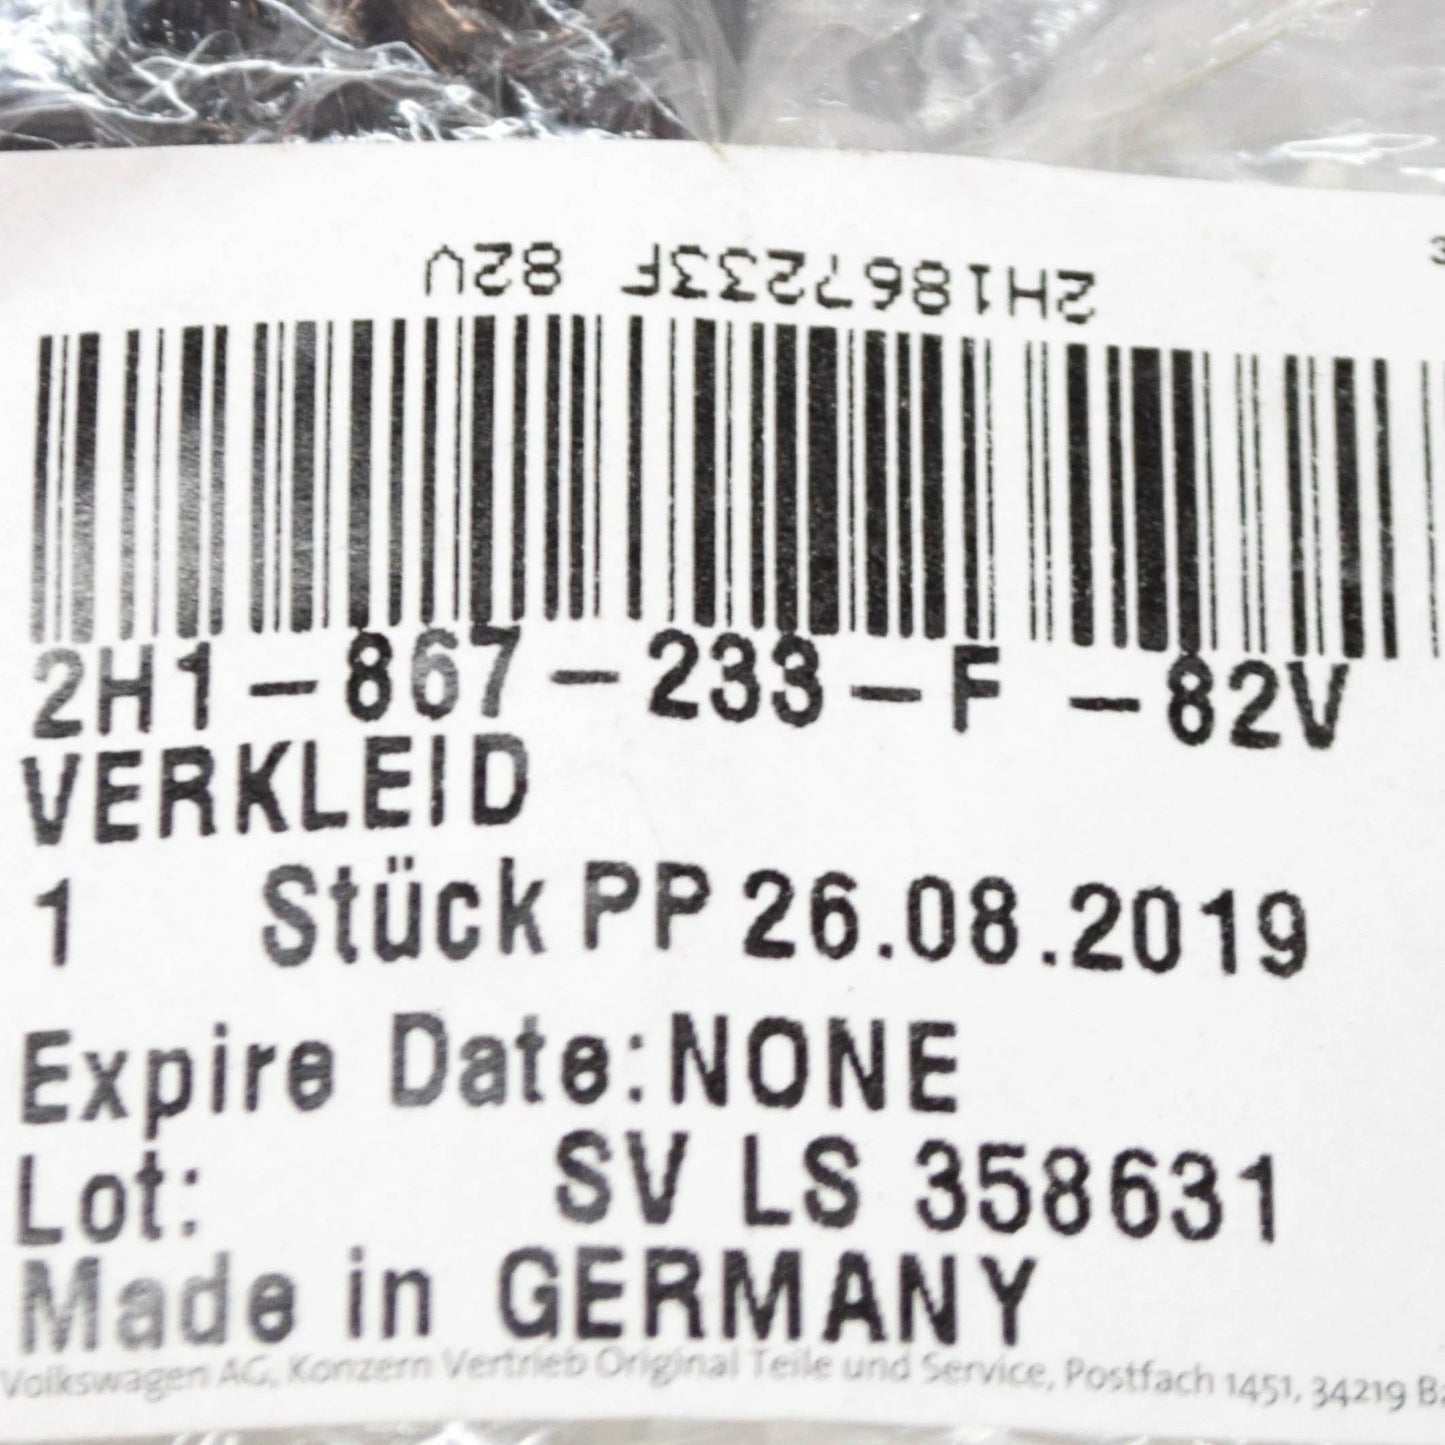 2H1867233F 82V
2H1-867-233-F -82V
VERKLEID
1 Stück PP 26.08.2019
Expire Date:NONE
Lot: SV LS 358631
Made in GERMANY
Volkswagen AG, Konzern Vertrieb Original Teile und Service, Postfach 1451, 34219